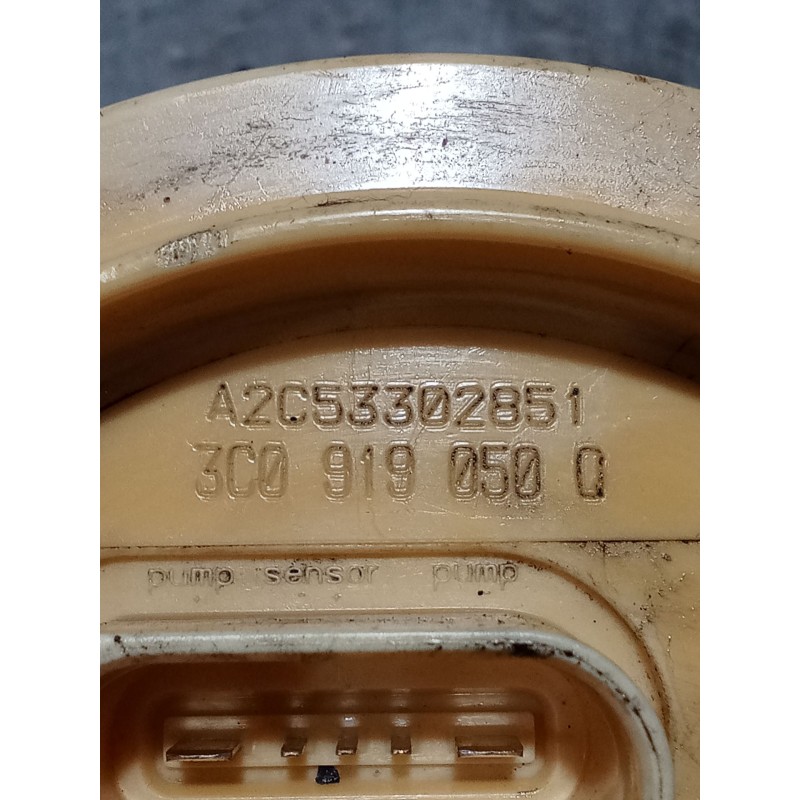 A2C53302851
3C0 919 050 Q
pump sensor pump